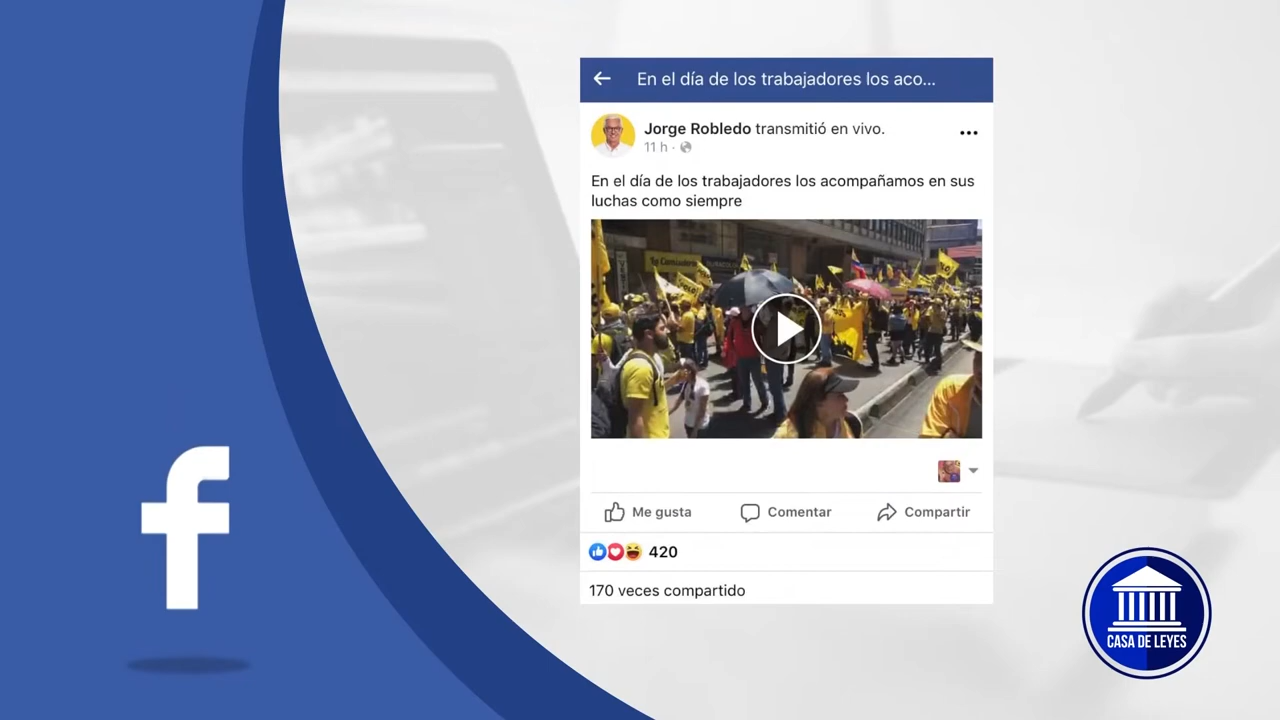 En el día de los trabajadores los aco...
Jorge Robledo transmitió en vivo.
11 h ·
En el día de los trabajadores los acompañamos en sus
luchas como siempre
Me gusta
Comentar
Compartir
420
170 veces compartido
CASA DE LEYES